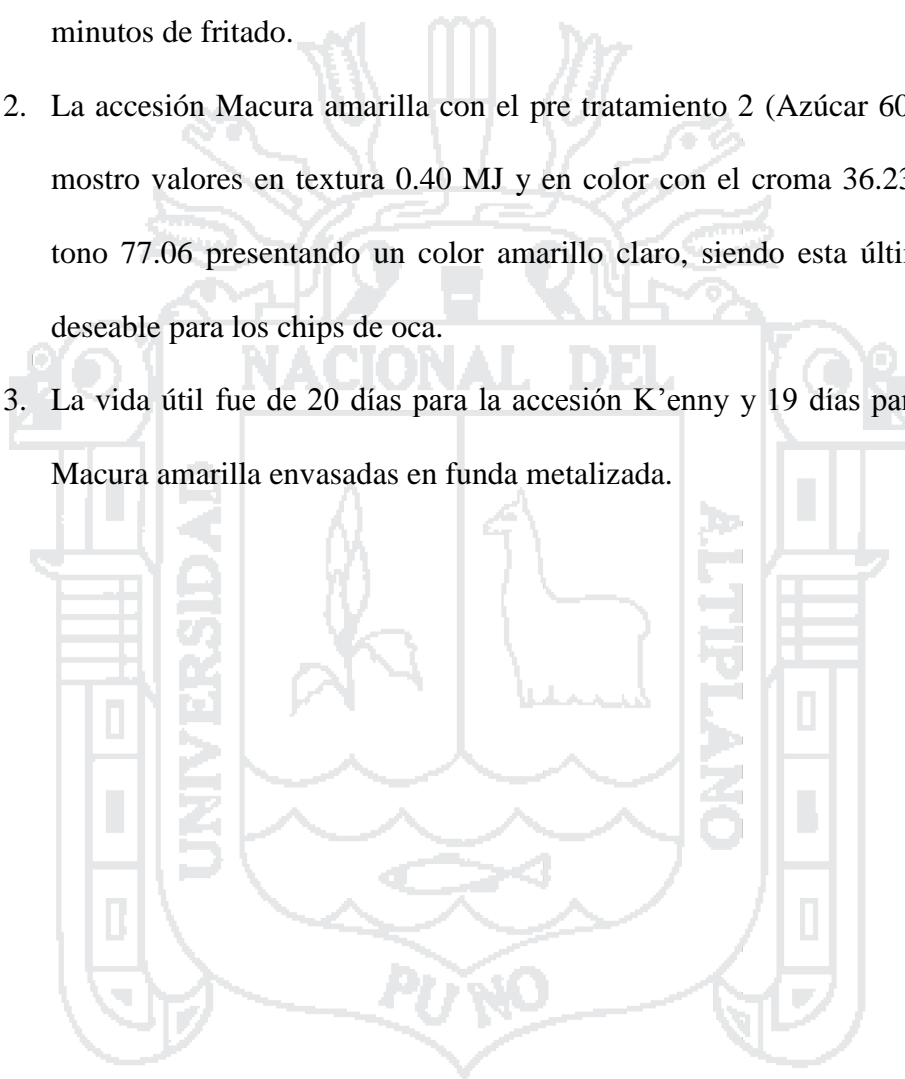 minutos de fritado.
2. La accesión Macura amarilla con el pre tratamiento 2 (Azúcar 60
mostro valores en textura 0.40 MJ y en color con el croma 36.23
tono 77.06 presentando un color amarillo claro, siendo esta
deseable para los chips de oca.
3. La vida útil fue de 20 días para la accesión K’enny y 19 días
Macura amarilla envasadas en funda metalizada.
NACIONAL DEL
UNIVERSIDAD
ALTIPLANO
PUNO